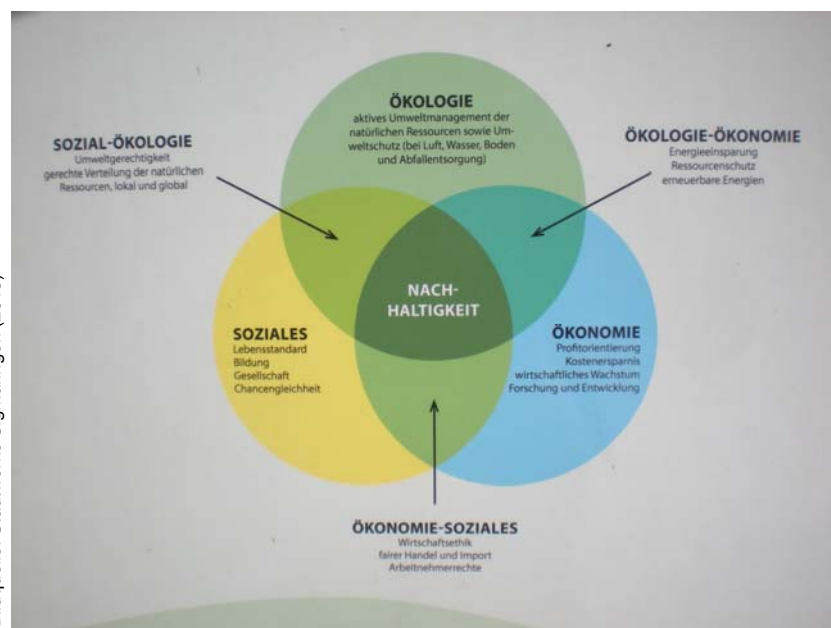 ÖKOLOGIE
aktives Umweltmanagement der
natürlichen Ressourcen sowie Um-
weltschutz (bei Luft, Wasser, Boden
und Abfallentsorgung)
SOZIAL-ÖKOLOGIE
Umweltgerechtigkeit
gerechte Verteilung der natürlichen
Ressourcen, lokal und global
ÖKOLOGIE-ÖKONOMIE
Energieeinsparung
Ressourcenschutz
erneuerbare Energien
NACH-
HALTIGKEIT
SOZIALES
Lebensstandard
Bildung
Gesellschaft
Chancengleichheit
ÖKONOMIE
Profitorientierung
Kostenersparnis
wirtschaftliches Wachstum
Forschung und Entwicklung
ÖKONOMIE-SOZIALES
Wirtschaftsethik
fairer Handel und Import
Arbeitnehmerrechte